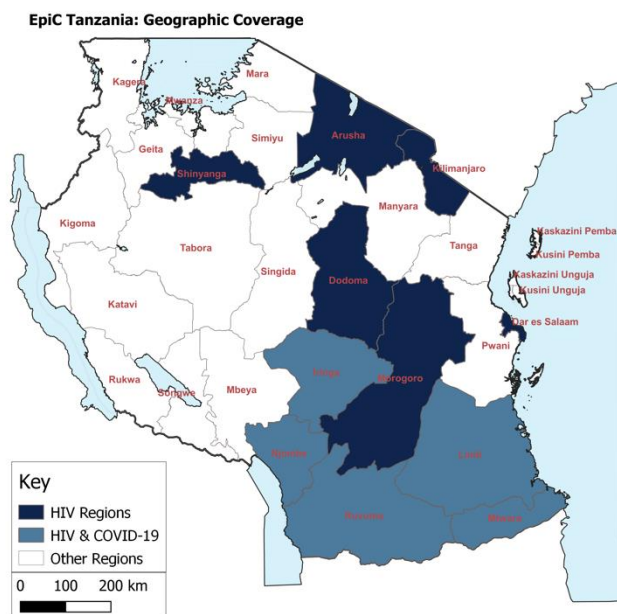 EpiC Tanzania: Geographic Coverage
Kagera
Mara
Mwanza
Simiyu
Arusha
Geita
Shinyanga
Kilimanjaro
Manyara
Kigoma
Tabora
Singida
Tanga
Kaskazini Pemba
Kusini Pemba
Kaskazini Unguja
Kusini Unguja
Dodoma
Katavi
Dar es Salaam
Pwani
Iringa
Morogoro
Rukwa
Songwe
Mbeya
Njombe
Lindi
Ruvuma
Mtwara
Key
HIV Regions
HIV & COVID-19
Other Regions
0 100 200 km